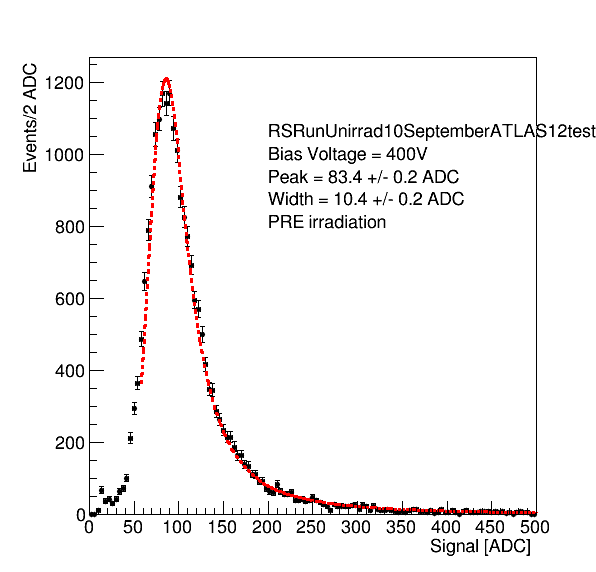 Events/2 ADC
1200
1000
800
600
400
200
0
RSRunUnirrad10SeptemberATLAS12test
Bias Voltage = 400V
Peak = 83.4 +/- 0.2 ADC
Width = 10.4 +/- 0.2 ADC
PRE irradiation
0 50 100 150 200 250 300 350 400 450 500
Signal [ADC]